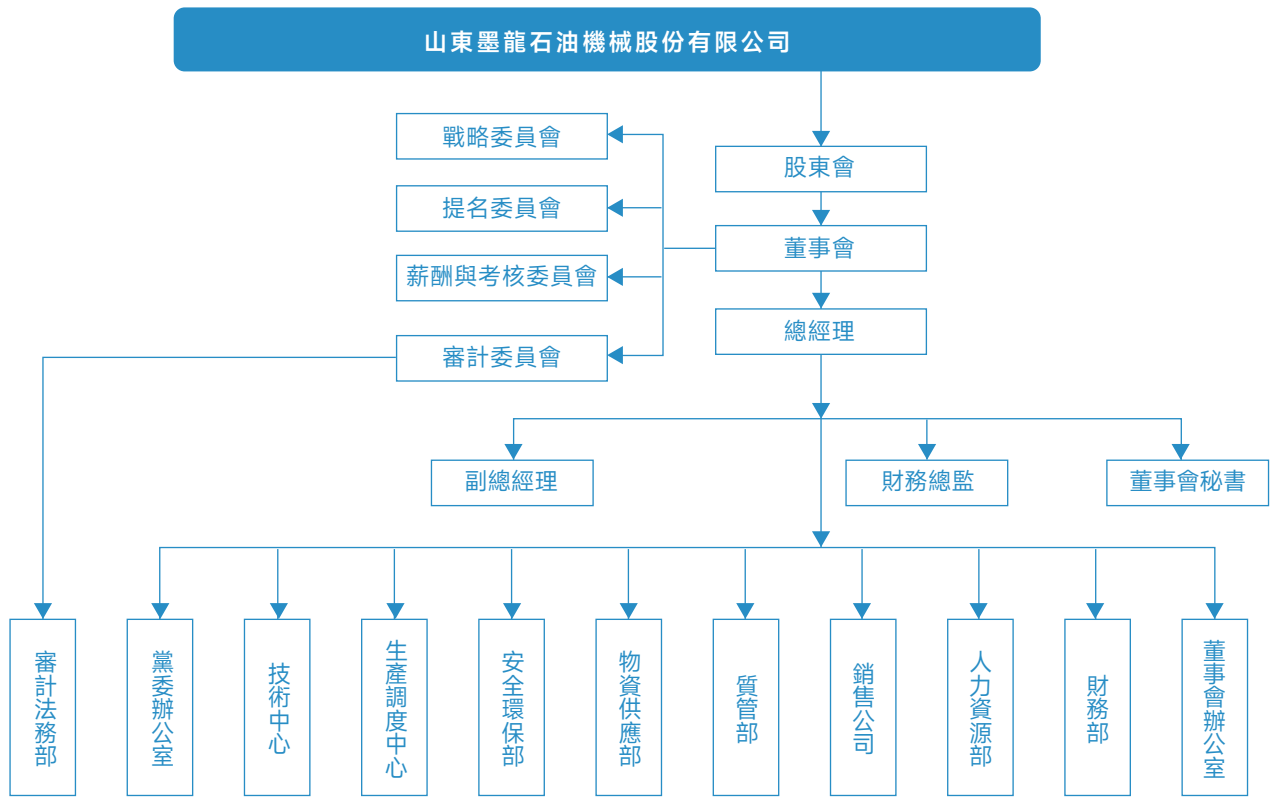 山東墨龍石油機械股份有限公司
戰略委員會
股東會
提名委員會
董事會
薪酬與考核委員會
總經理
審計委員會
副總經理
財務總監
董事會秘書
審計法務部
黨委辦公室
技術中心
生產調度中心
安全環保部
物資供應部
質管部
銷售公司
人力資源部
財務部
董事會辦公室